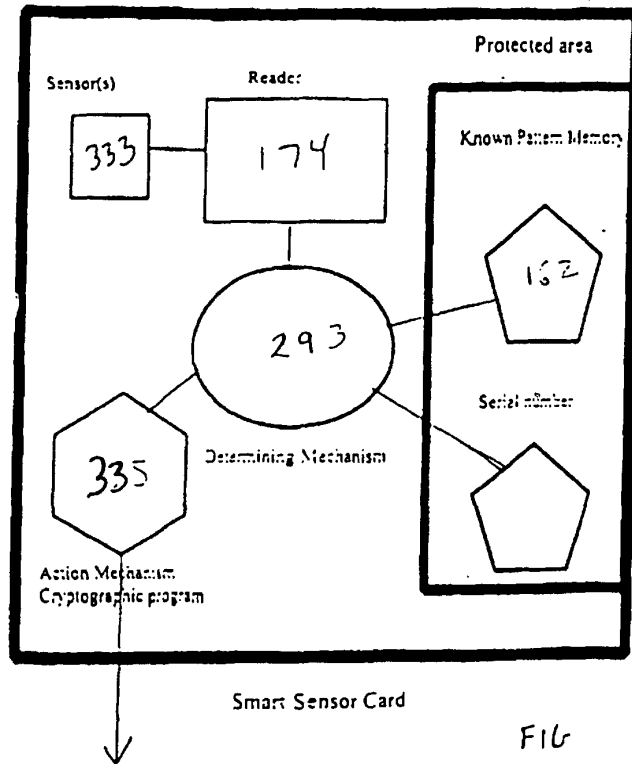 Protected area
Sensor(s)
Reader
333
174
Known Pattern Memory
162
293
Serial number
335
Determining Mechanism
Action Mechanism
Cryptographic program
Smart Sensor Card
FIG